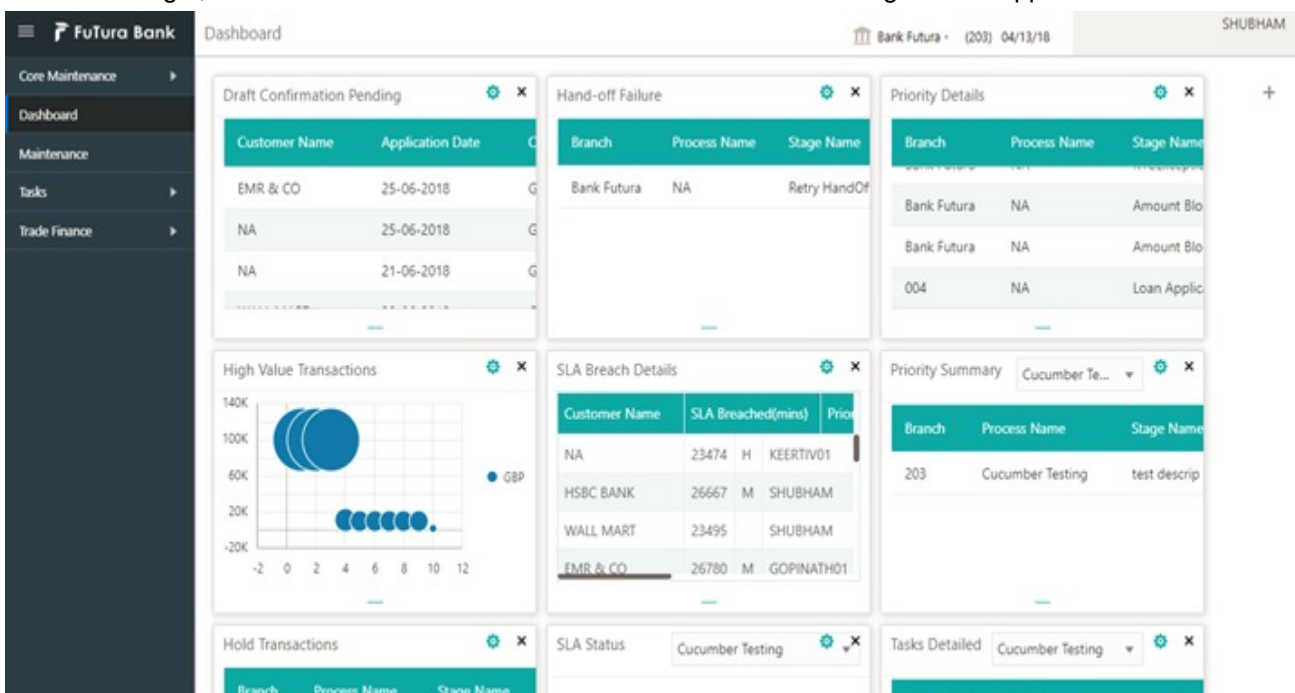 FuTura Bank
Dashboard
Bank Futura - (203) 04/13/18
SHUBHAM
Core Maintenance
Dashboard
Maintenance
Tasks
Trade Finance
Draft Confirmation Pending
Customer Name Application Date
EMR & CO 25-06-2018 G
NA 25-06-2018 G
NA 21-06-2018 G
Hand-off Failure
Branch Process Name Stage Name
Bank Futura NA Retry HandOf
Priority Details
Branch Process Name Stage Name
Bank Futura NA Amount Blo
Bank Futura NA Amount Blo
004 NA Loan Applic
High Value Transactions
140K
100K
60K
20K
-20K
-2 0 2 4 6 8 10 12
GBP
SLA Breach Details
Customer Name SLA Breached(mins) Prior
NA 23474 H KEERTIV01
HSBC BANK 26667 M SHUBHAM
WALL MART 23495 SHUBHAM
EMR & CO 26780 M GOPINATH01
Priority Summary Cucumber Te...
Branch Process Name Stage Name
203 Cucumber Testing test descrip
Hold Transactions
Branch Process Name Stage Name
SLA Status Cucumber Testing
Tasks Detailed Cucumber Testing